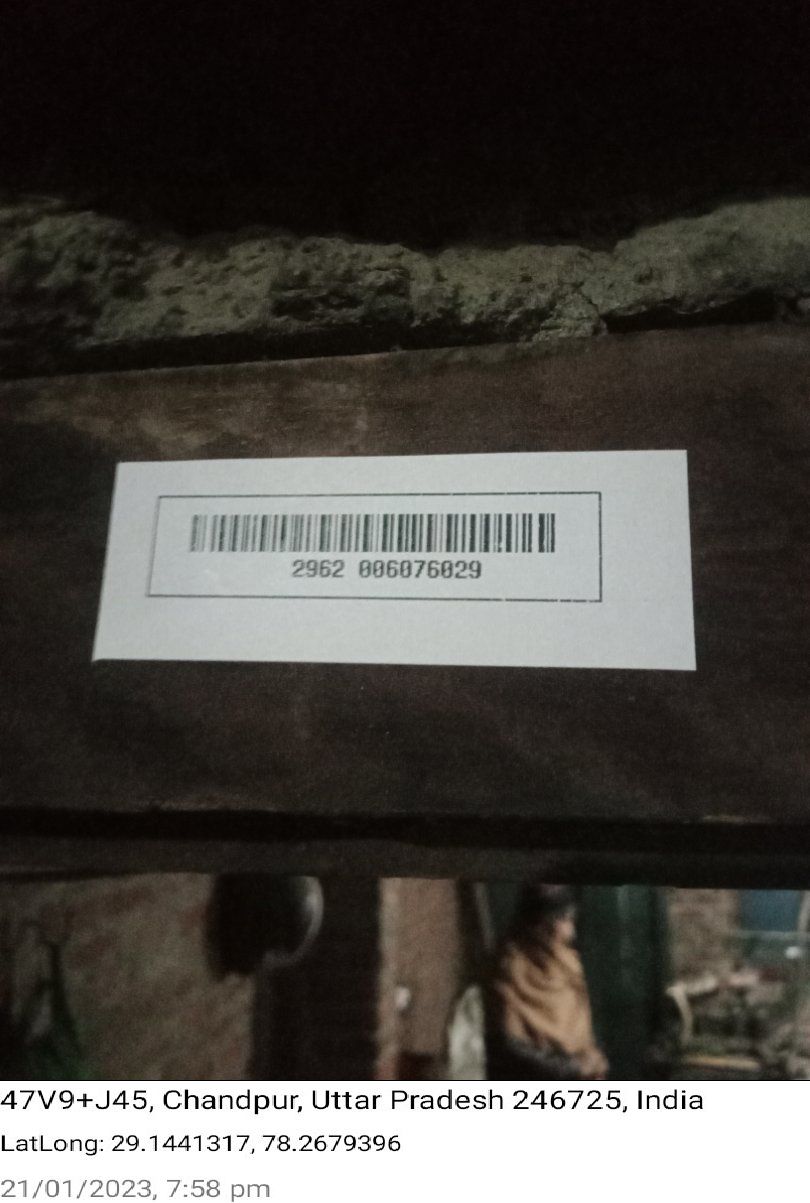 2962 006076029
47V9+J45, Chandpur, Uttar Pradesh 246725, India
LatLong: 29.1441317, 78.2679396
21/01/2023, 7:58 pm